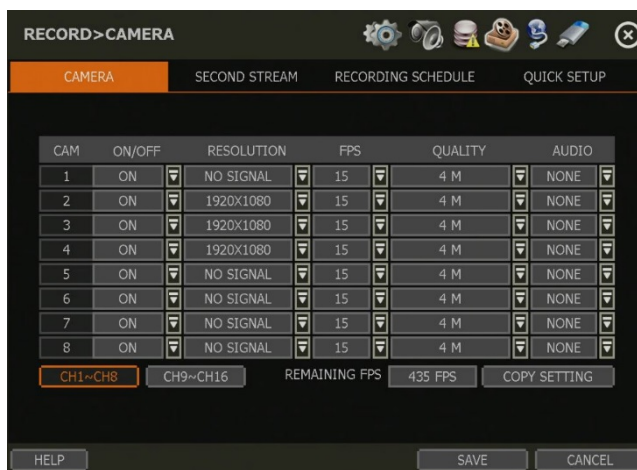 RECORD>CAMERA
CAMERA SECOND STREAM RECORDING SCHEDULE QUICK SETUP
CAM ON/OFF RESOLUTION FPS QUALITY AUDIO
1 ON NO SIGNAL 15 4 M NONE
2 ON 1920X1080 15 4 M NONE
3 ON 1920X1080 15 4 M NONE
4 ON 1920X1080 15 4 M NONE
5 ON NO SIGNAL 15 4 M NONE
6 ON NO SIGNAL 15 4 M NONE
7 ON NO SIGNAL 15 4 M NONE
8 ON NO SIGNAL 15 4 M NONE
CH1~CH8 CH9~CH16 REMAINING FPS 435 FPS COPY SETTING
HELP SAVE CANCEL